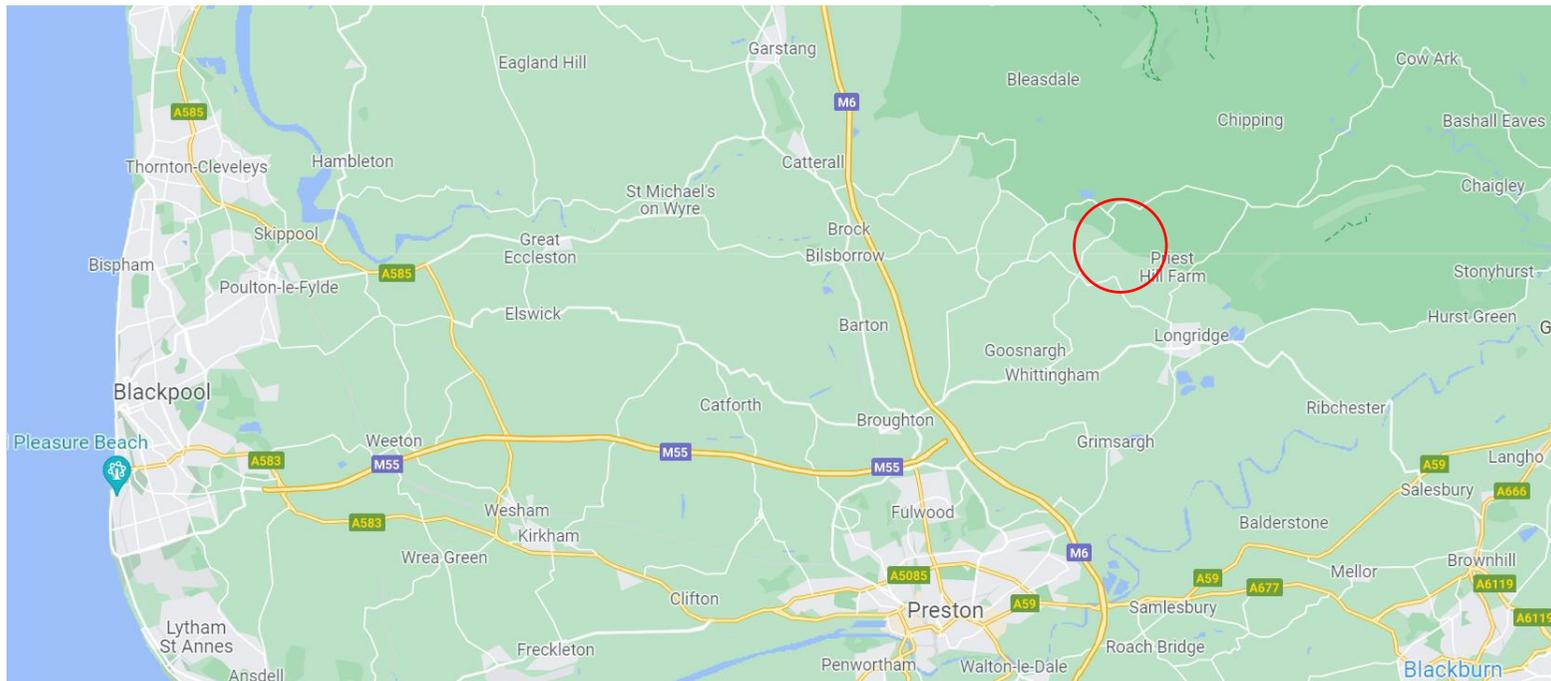 Garstang
Eagland Hill
Cow Ark
Bleasdale
M6
A585
Chipping
Bashall Eaves
Thornton-Cleveleys
Hambleton
Catterall
St Michael's
on Wyre
Chaigley
Skippool
Brock
Great
Eccleston
Bilsborrow
Bispham
A585
Priest
Hill Farm
Stonyhurst
Poulton-le-Fylde
Elswick
Barton
Hurst Green
G
Longridge
Goosnargh
Whittingham
Blackpool
Catforth
Broughton
Ribchester
Pleasure Beach
Weeton
Grimsargh
A583
M55
M55
M55
A59
Langho
Salesbury
A666
Wesham
Fulwood
A583
Balderstone
Kirkham
Wrea Green
M6
Brownhill
Mellor
A5085
A59
A677
A6119
Clifton
Preston
A59
Samlesbury
A6119
Lytham
St Annes
Freckleton
Roach Bridge
Penwortham
Walton-le-Dale
Blackburn
Ansdell